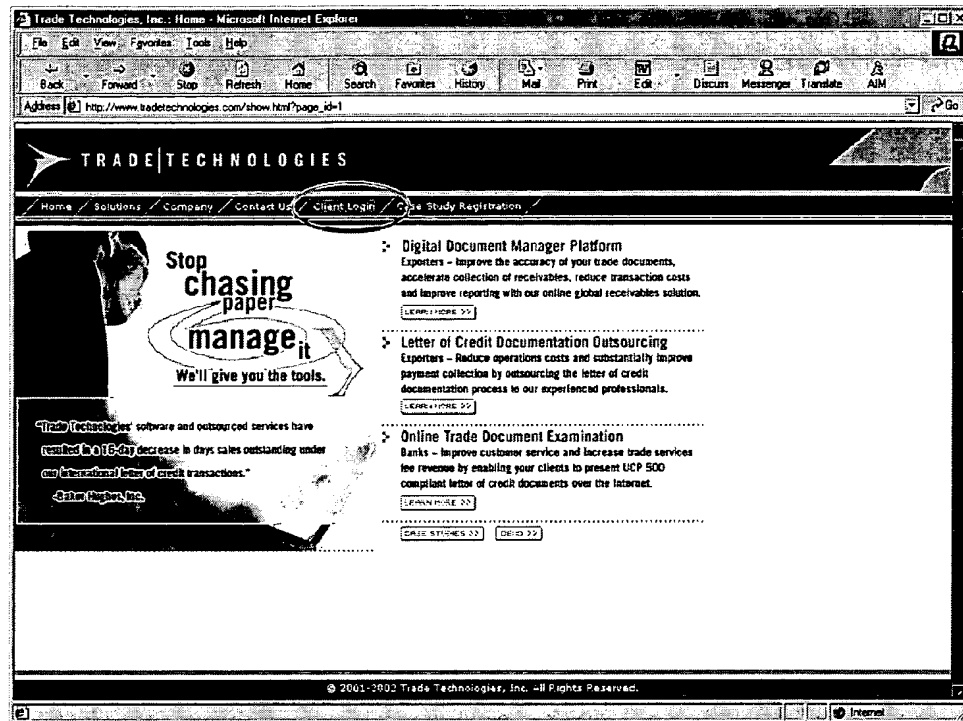 Trade Technologies, Inc.: Home - Microsoft Internet Explorer
File Edit View Favorites Tools Help
Back Forward Stop Refresh Home Search Favorites History Mail Print Edit Discuss Messenger Translate AIM
Address http://www.tradetechnologies.com/show.html?page_id=1 Go
TRADE|TECHNOLOGIES
Home / Solutions / Company / Contact Us / Client Login / Case Study Registration /
Stop
chasing
paper
manage
it
We'll give you the tools.
"Trade Technologies' software and outsourced services have
resulted in a 16-day decrease in days sales outstanding under
our international letter of credit transactions."
-Baker Hughes, Inc.
Digital Document Manager Platform
Exporters – Improve the accuracy of your trade documents,
accelerate collection of receivables, reduce transaction costs
and improve reporting with our online global receivables solution.
LEARN MORE >>
Letter of Credit Documentation Outsourcing
Exporters – Reduce operations costs and substantially improve
payment collection by outsourcing the letter of credit
documentation process to our experienced professionals.
LEARN MORE >>
Online Trade Document Examination
Banks – Improve customer service and increase trade services
fee revenue by enabling your clients to present UCP 500
compliant letter of credit documents over the Internet.
LEARN MORE >>
CASE STUDIES >> DEMO >>
© 2001-2002 Trade Technologies, Inc. All Rights Reserved.
Internet